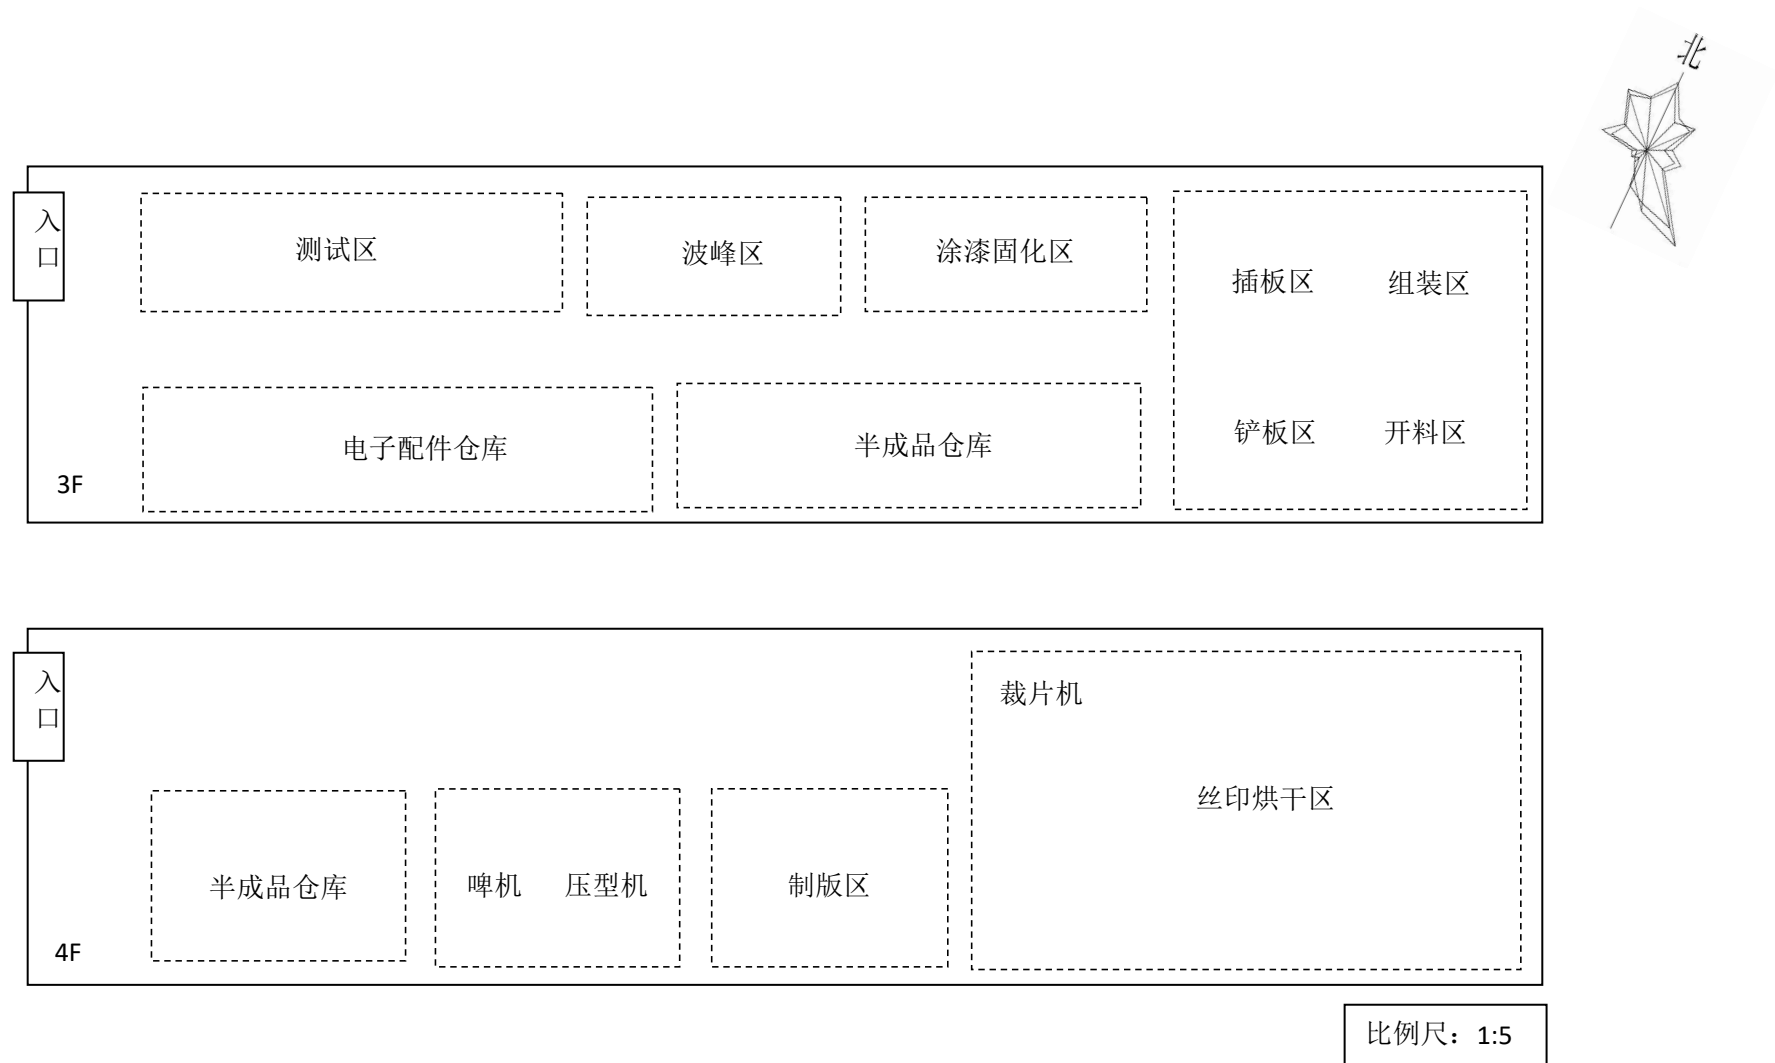 北
入口
测试区
波峰区
涂漆固化区
插板区
组装区
电子配件仓库
半成品仓库
铲板区
开料区
3F
入口
裁片机
丝印烘干区
半成品仓库
啤机
压型机
制版区
4F
比例尺：1:5